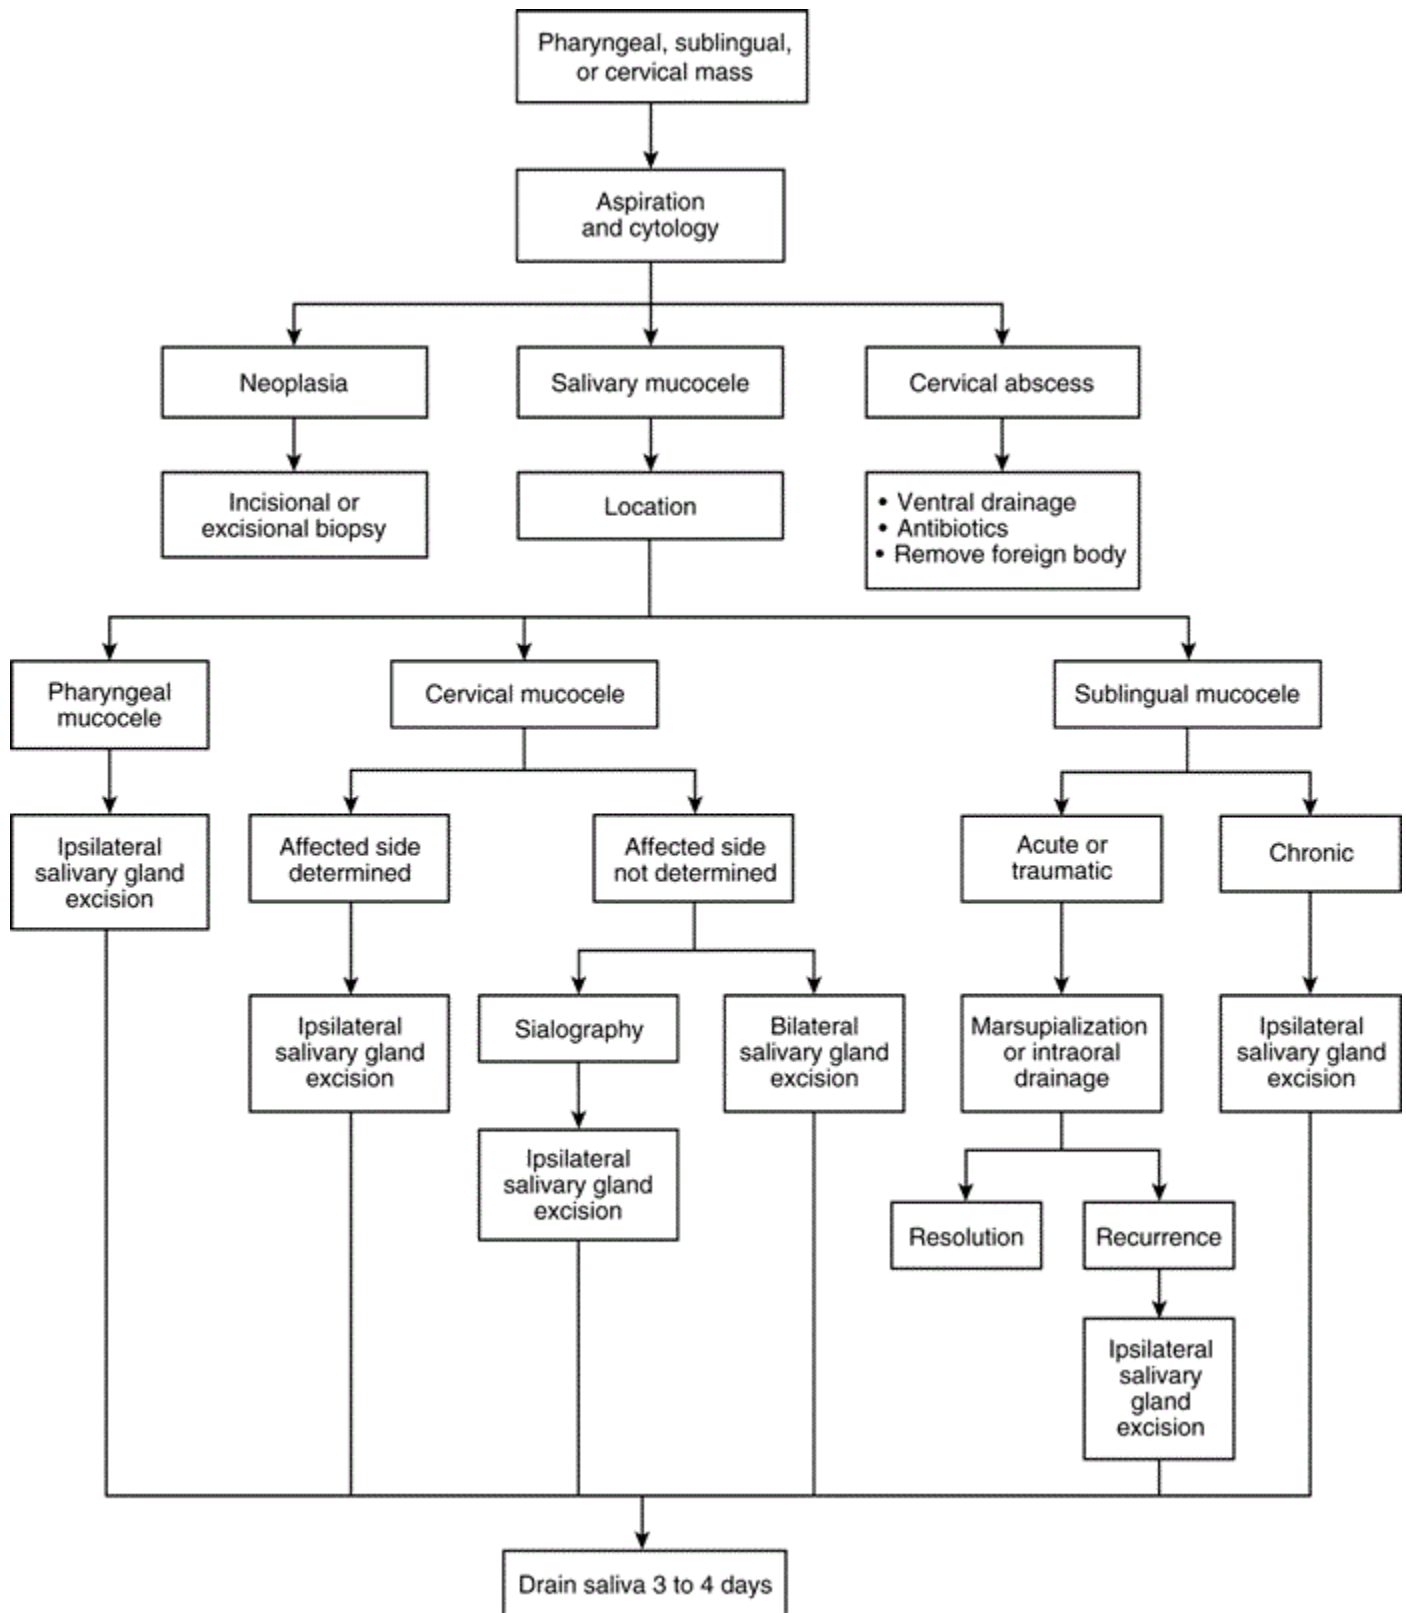 Pharyngeal, sublingual,
or cervical mass
Aspiration
and cytology
Neoplasia
Salivary mucocele
Cervical abscess
Incisional or
excisional biopsy
Location
• Ventral drainage
• Antibiotics
• Remove foreign body
Pharyngeal
mucocele
Cervical mucocele
Sublingual mucocele
Ipsilateral
salivary gland
excision
Affected side
determined
Affected side
not determined
Acute or
traumatic
Chronic
Ipsilateral
salivary gland
excision
Sialography
Bilateral
salivary gland
excision
Marsupialization
or intraoral
drainage
Ipsilateral
salivary gland
excision
Ipsilateral
salivary gland
excision
Resolution
Recurrence
Ipsilateral
salivary
gland
excision
Drain saliva 3 to 4 days